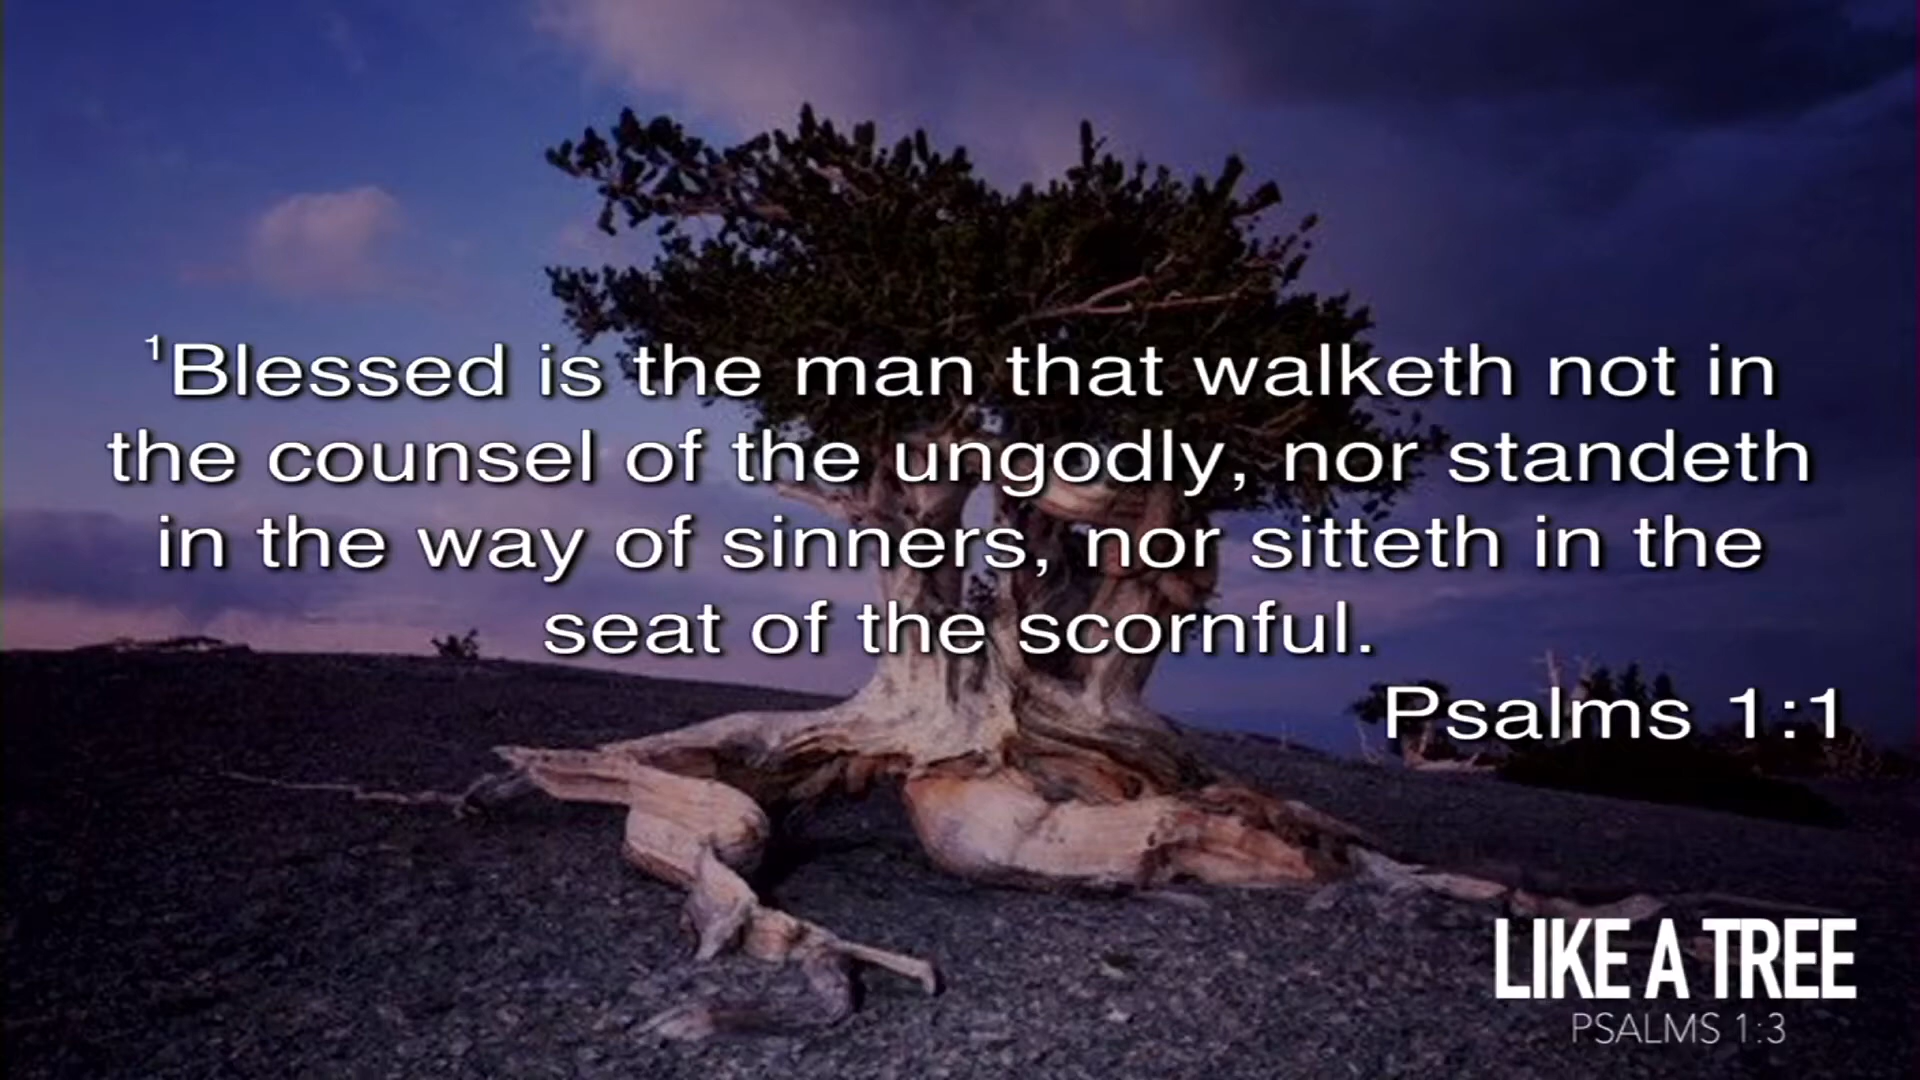 ¹Blessed is the man that walketh not in
the counsel of the ungodly, nor standeth
in the way of sinners, nor sitteth in the
seat of the scornful.
Psalms 1:1
LIKE A TREE
PSALMS 1:3